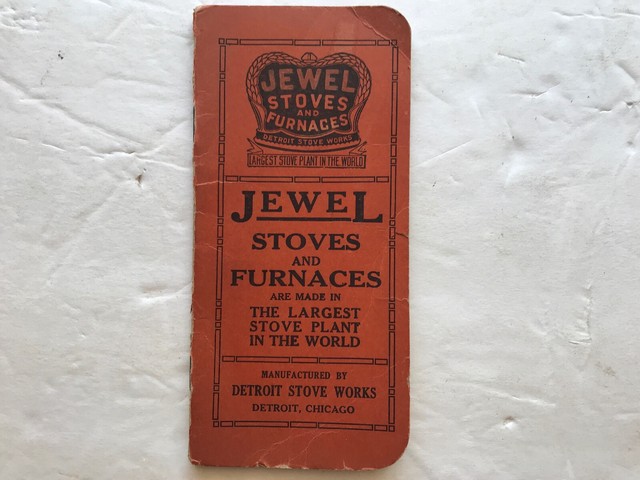 JEWEL
STOVES
AND
FURNACES
DETROIT STOVE WORKS
LARGEST STOVE PLANT IN THE WORLD
JEWEL
STOVES
AND
FURNACES
ARE MADE IN
THE LARGEST
STOVE PLANT
IN THE WORLD
MANUFACTURED BY
DETROIT STOVE WORKS
DETROIT, CHICAGO